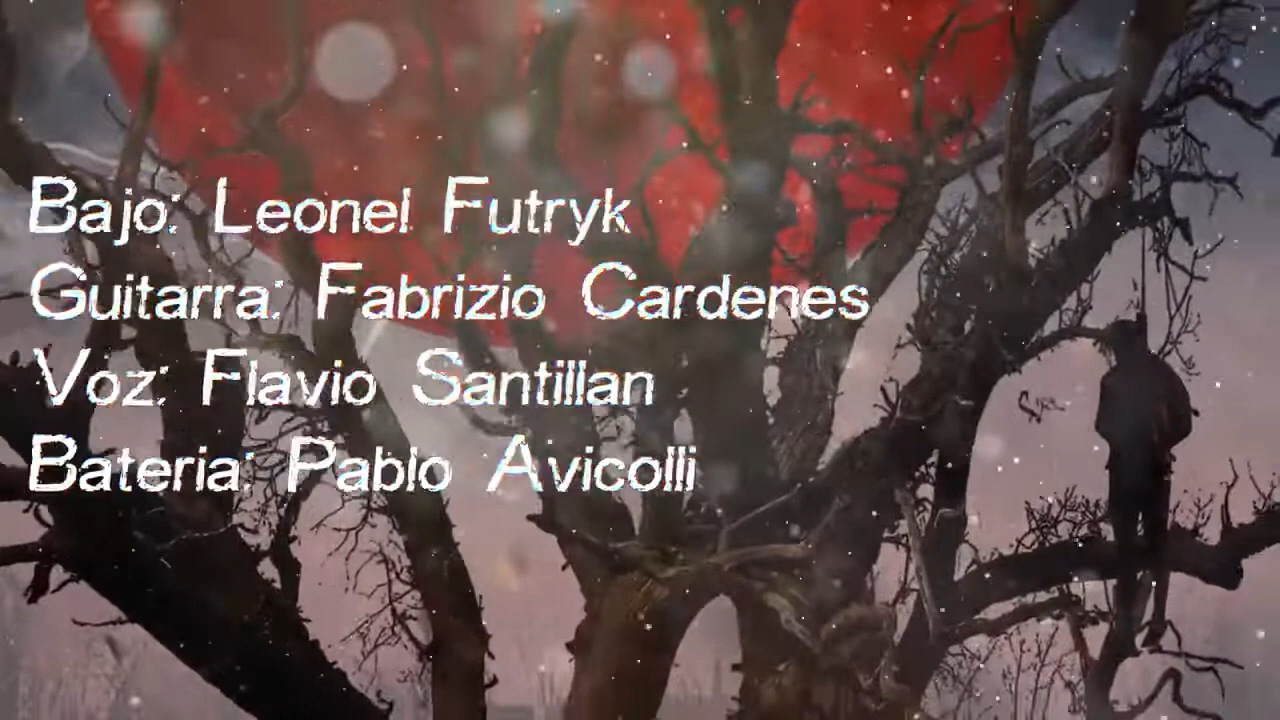 Bajo: Leonel Futryk
Guitarra: Fabrizio Cardenes
Voz: Flavio Santillan
Bateria: Pablo Avicolli